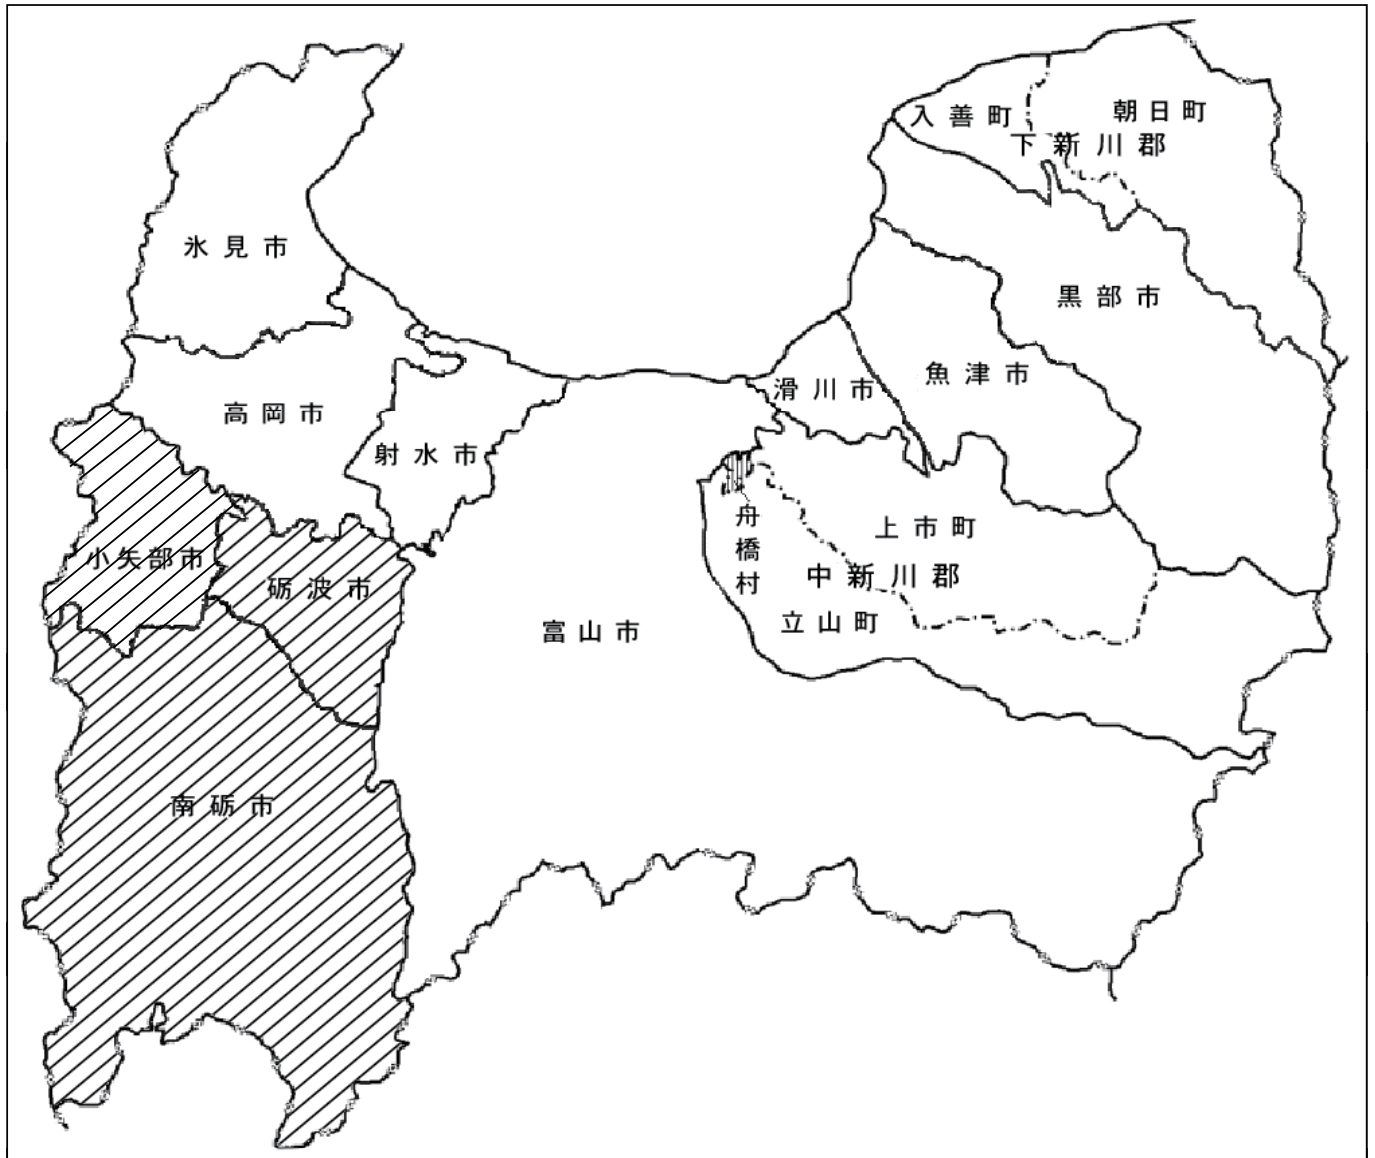 入善町
朝日町
下新川郡
氷見市
黒部市
魚津市
滑川市
高岡市
射水市
舟橋村
上市町
小矢部市
砺波市
中新川郡
立山町
富山市
南砺市